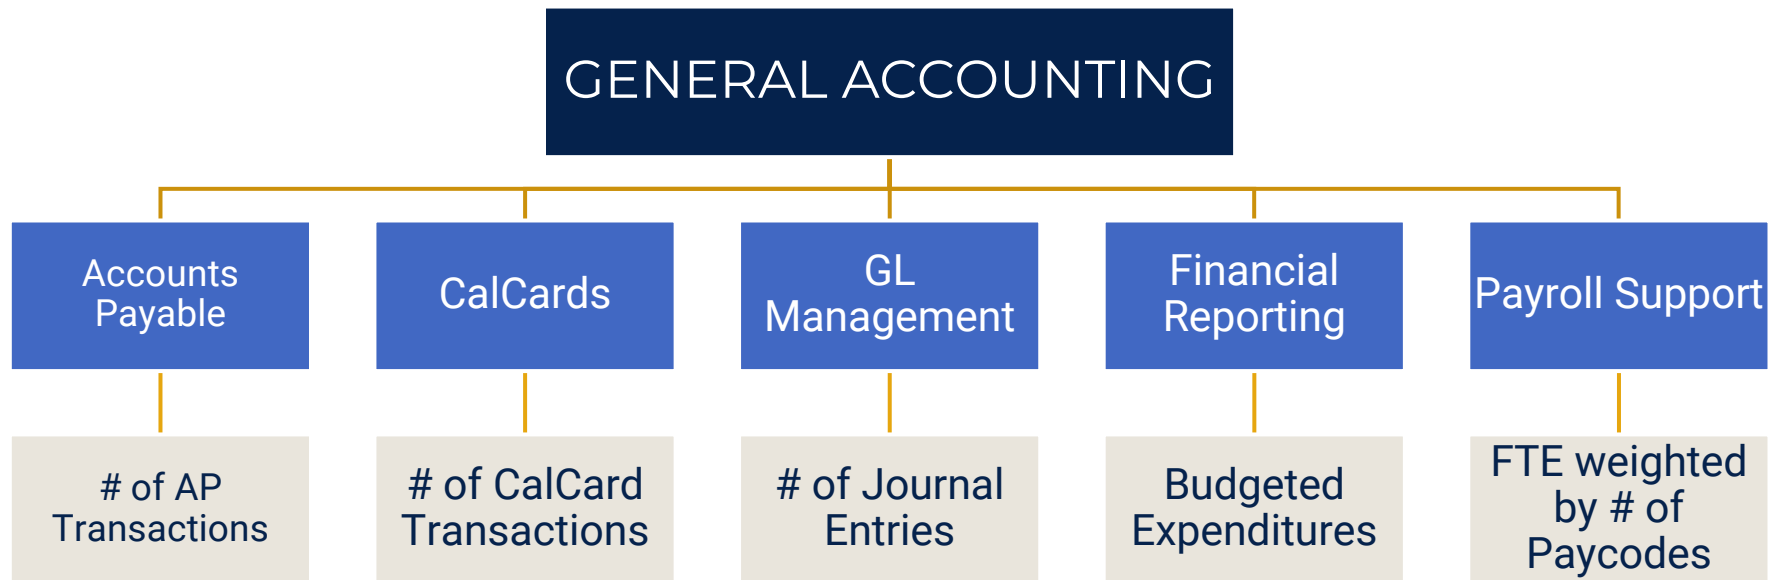 GENERAL ACCOUNTING
Accounts
Payable
CalCards
GL
Management
Financial
Reporting
Payroll Support
# of AP
Transactions
# of CalCard
Transactions
# of Journal
Entries
Budgeted
Expenditures
FTE weighted
by # of
Paycodes